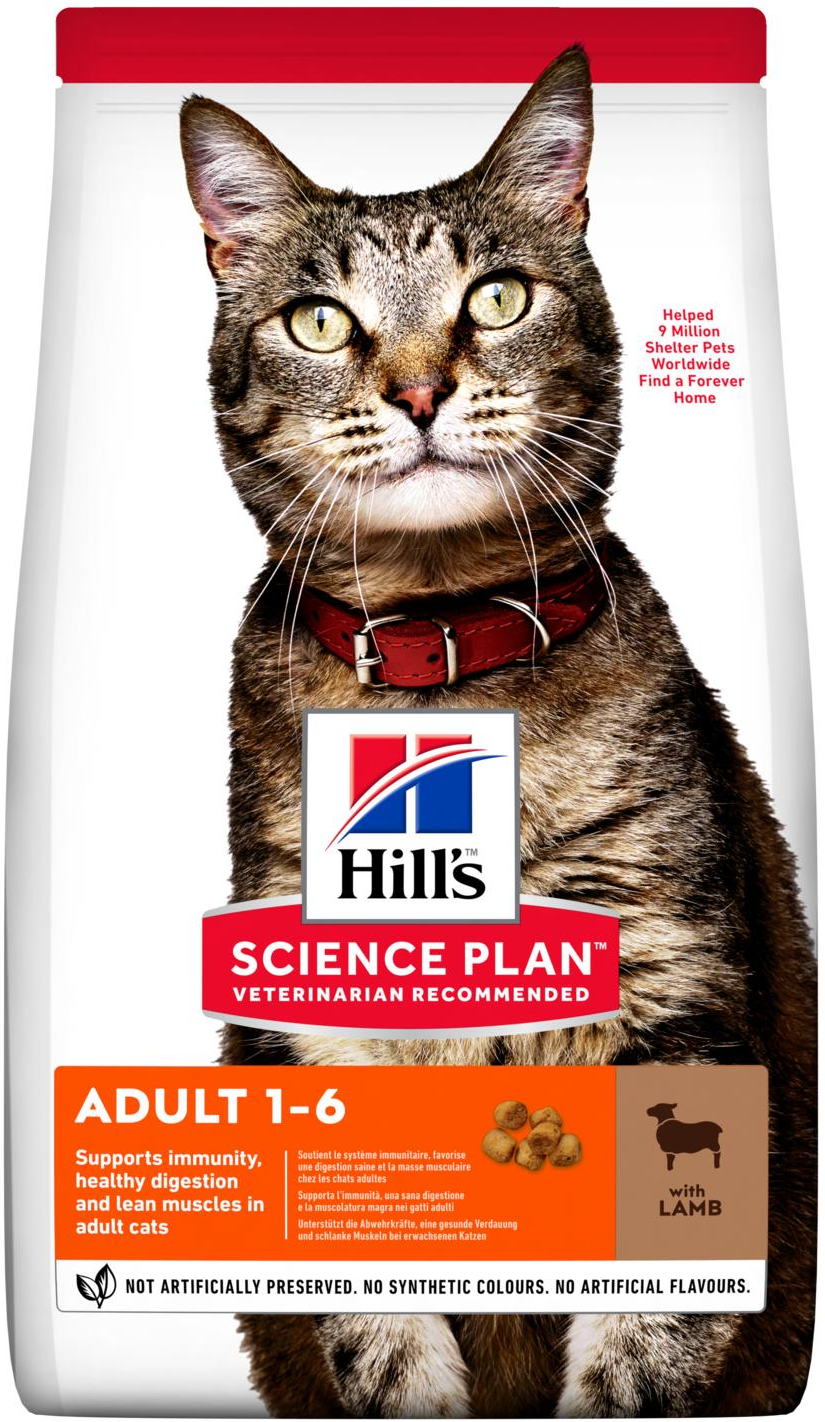 Helped
9 Million
Shelter Pets
Worldwide
Find a Forever
Home
Hill's™
SCIENCE PLAN™
VETERINARIAN RECOMMENDED
ADULT 1-6
Supports immunity,
healthy digestion
and lean muscles in
adult cats
Soutient le système immunitaire, favorise
une digestion saine et la masse musculaire
chez les chats adultes
Supporta l'immunità, una sana digestione
e la muscolatura magra nei gatti adulti
Unterstützt die Abwehrkräfte, eine gesunde Verdauung
und schlanke Muskeln bei erwachsenen Katzen
with
LAMB
NOT ARTIFICIALLY PRESERVED. NO SYNTHETIC COLOURS. NO ARTIFICIAL FLAVOURS.